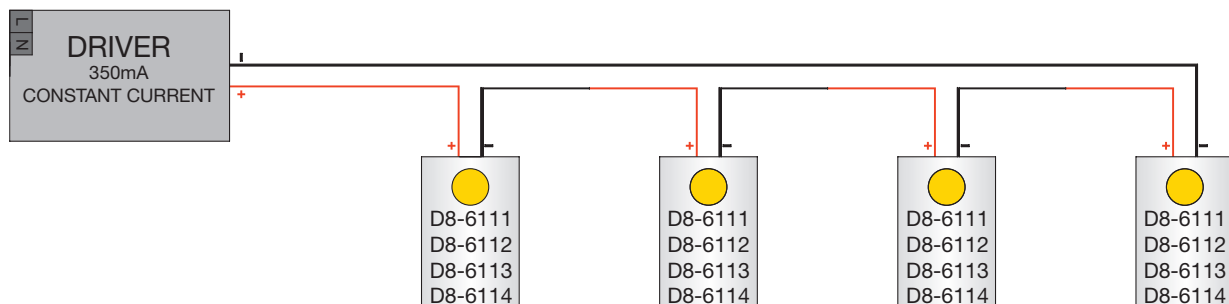 L
N
DRIVER
350mA
CONSTANT CURRENT
-
+
+ - + - + - + -
D8-6111 D8-6111 D8-6111 D8-6111
D8-6112 D8-6112 D8-6112 D8-6112
D8-6113 D8-6113 D8-6113 D8-6113
D8-6114 D8-6114 D8-6114 D8-6114